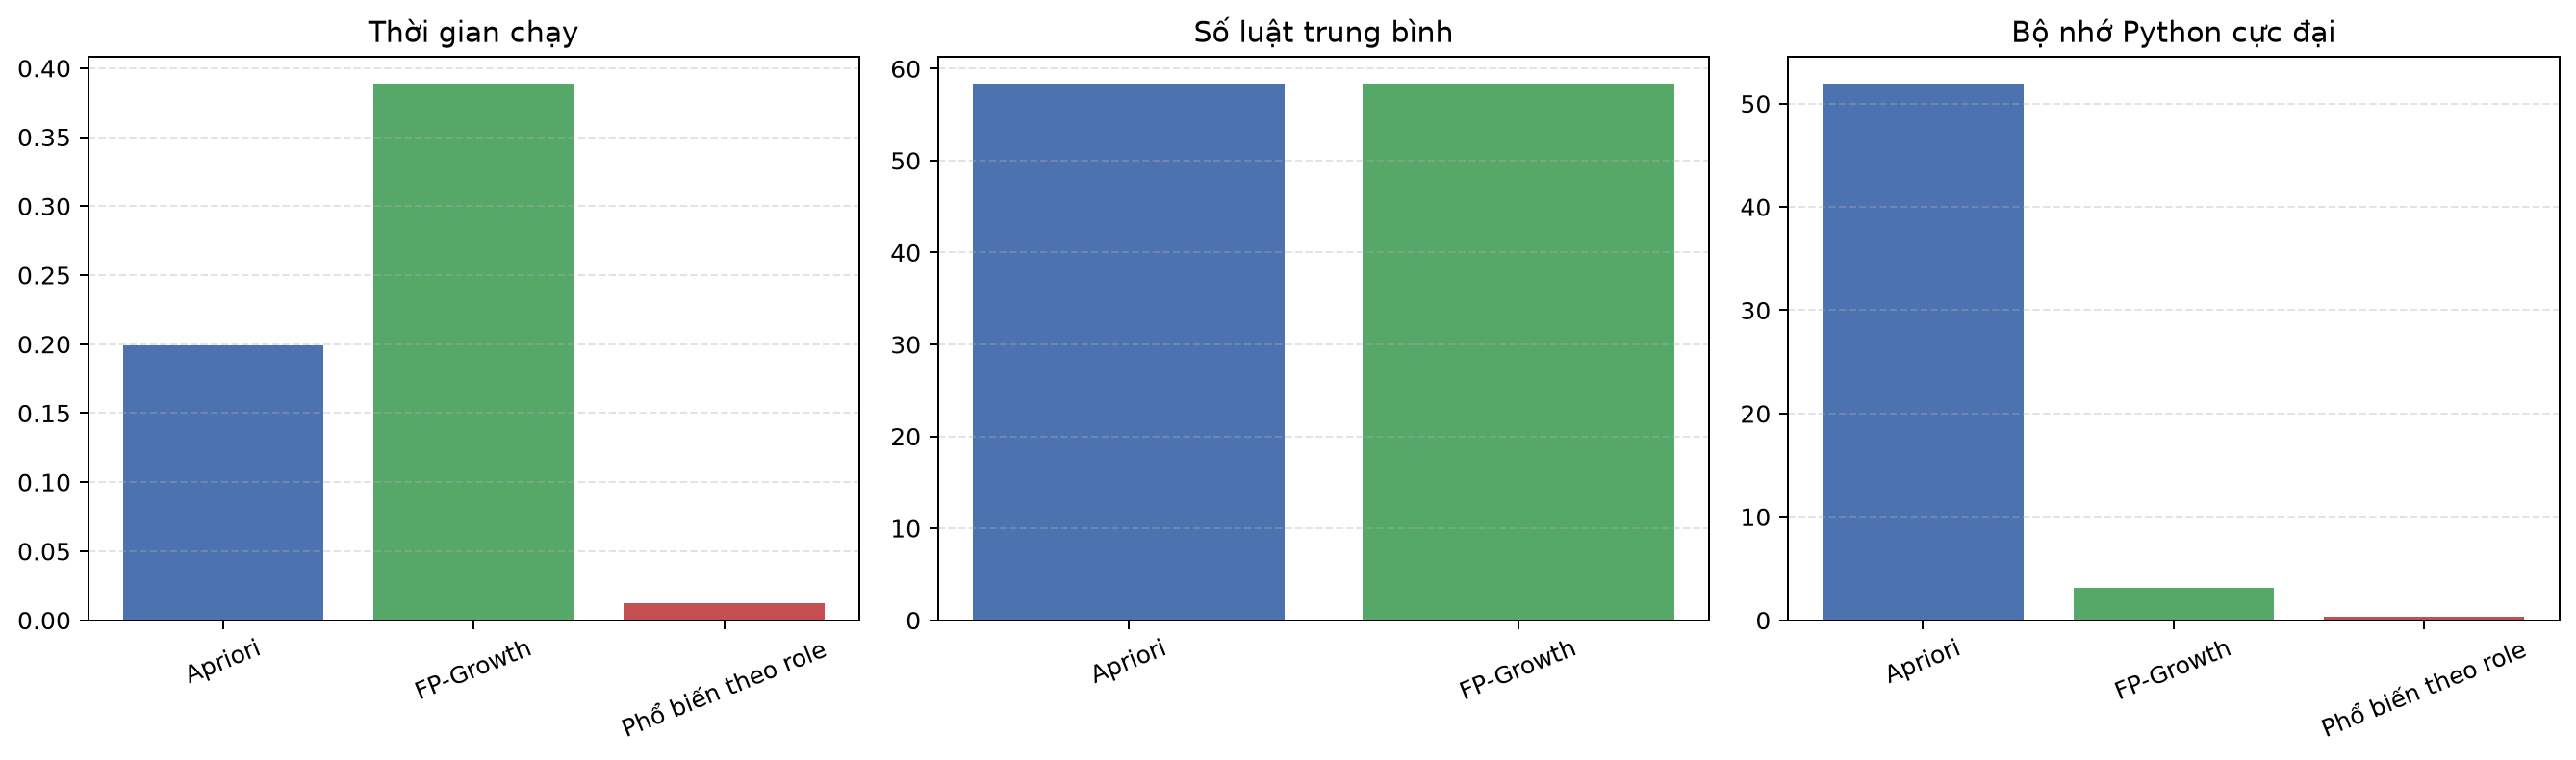 Thời gian chạy
0.40
0.35
0.30
0.25
0.20
0.15
0.10
0.05
0.00
Apriori
FP-Growth
Phổ biến theo role
Số luật trung bình
60
50
40
30
20
10
0
Apriori
FP-Growth
Bộ nhớ Python cực đại
50
40
30
20
10
0
Apriori
FP-Growth
Phổ biến theo role